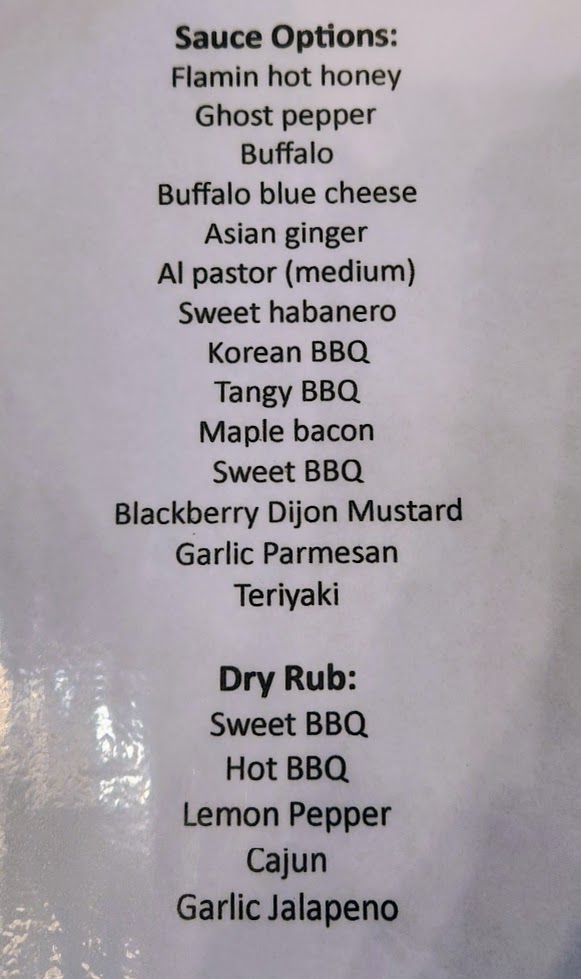 Sauce Options:
Flamin hot honey
Ghost pepper
Buffalo
Buffalo blue cheese
Asian ginger
Al pastor (medium)
Sweet habanero
Korean BBQ
Tangy BBQ
Maple bacon
Sweet BBQ
Blackberry Dijon Mustard
Garlic Parmesan
Teriyaki
Dry Rub:
Sweet BBQ
Hot BBQ
Lemon Pepper
Cajun
Garlic Jalapeno